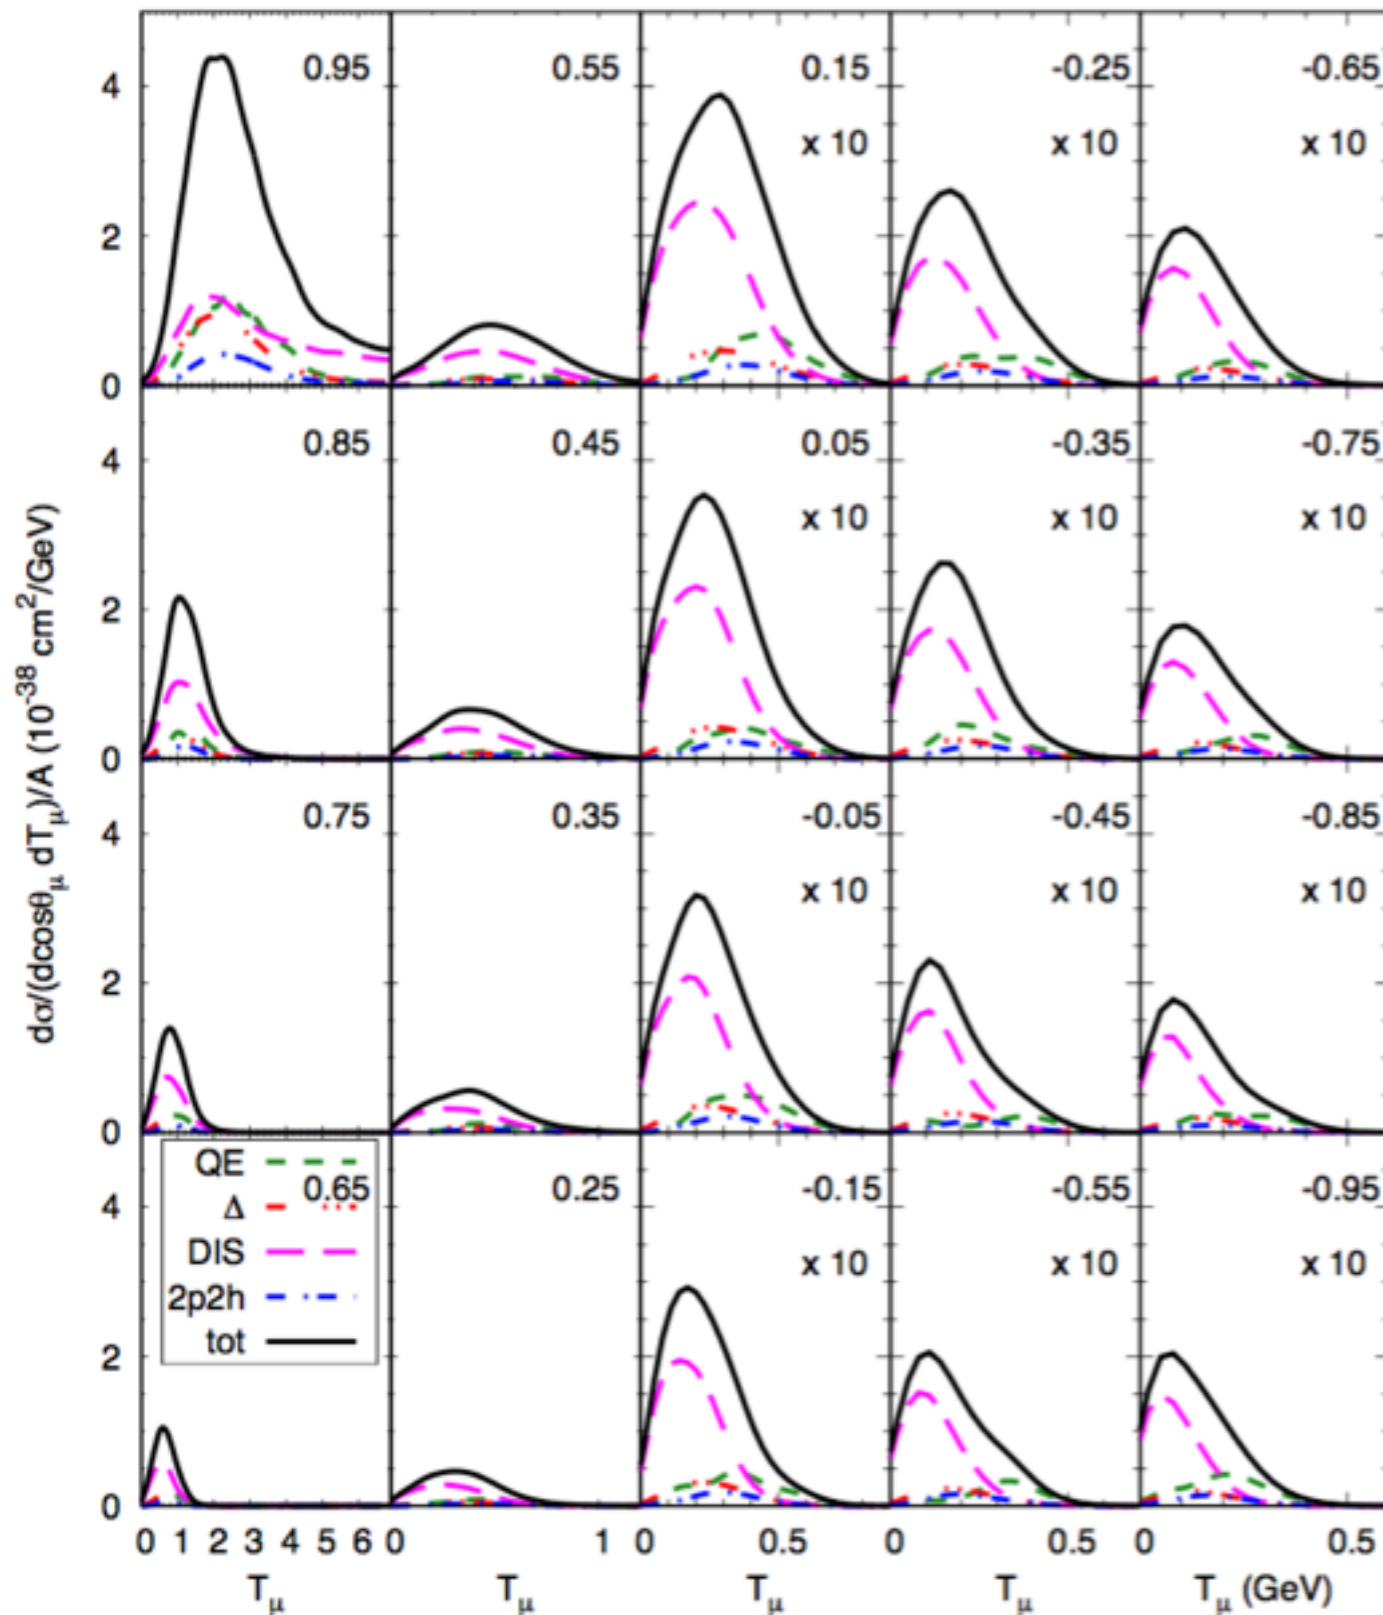 dσ/(dcosθμ dTμ)/A (10^-38 cm^2/GeV)
4 0.95 0.55 0.15 -0.25 -0.65
x 10 x 10 x 10
2
0
4 0.85 0.45 0.05 -0.35 -0.75
x 10 x 10 x 10
2
0
4 0.75 0.35 -0.05 -0.45 -0.85
x 10 x 10 x 10
2
0
QE
4 Δ 0.65 0.25 -0.15 -0.55 -0.95
DIS x 10 x 10 x 10
2p2h
2 tot
0
0 1 2 3 4 5 6 0 1 0 0.5 0 0.5 0 0.5
Tμ Tμ Tμ Tμ Tμ (GeV)